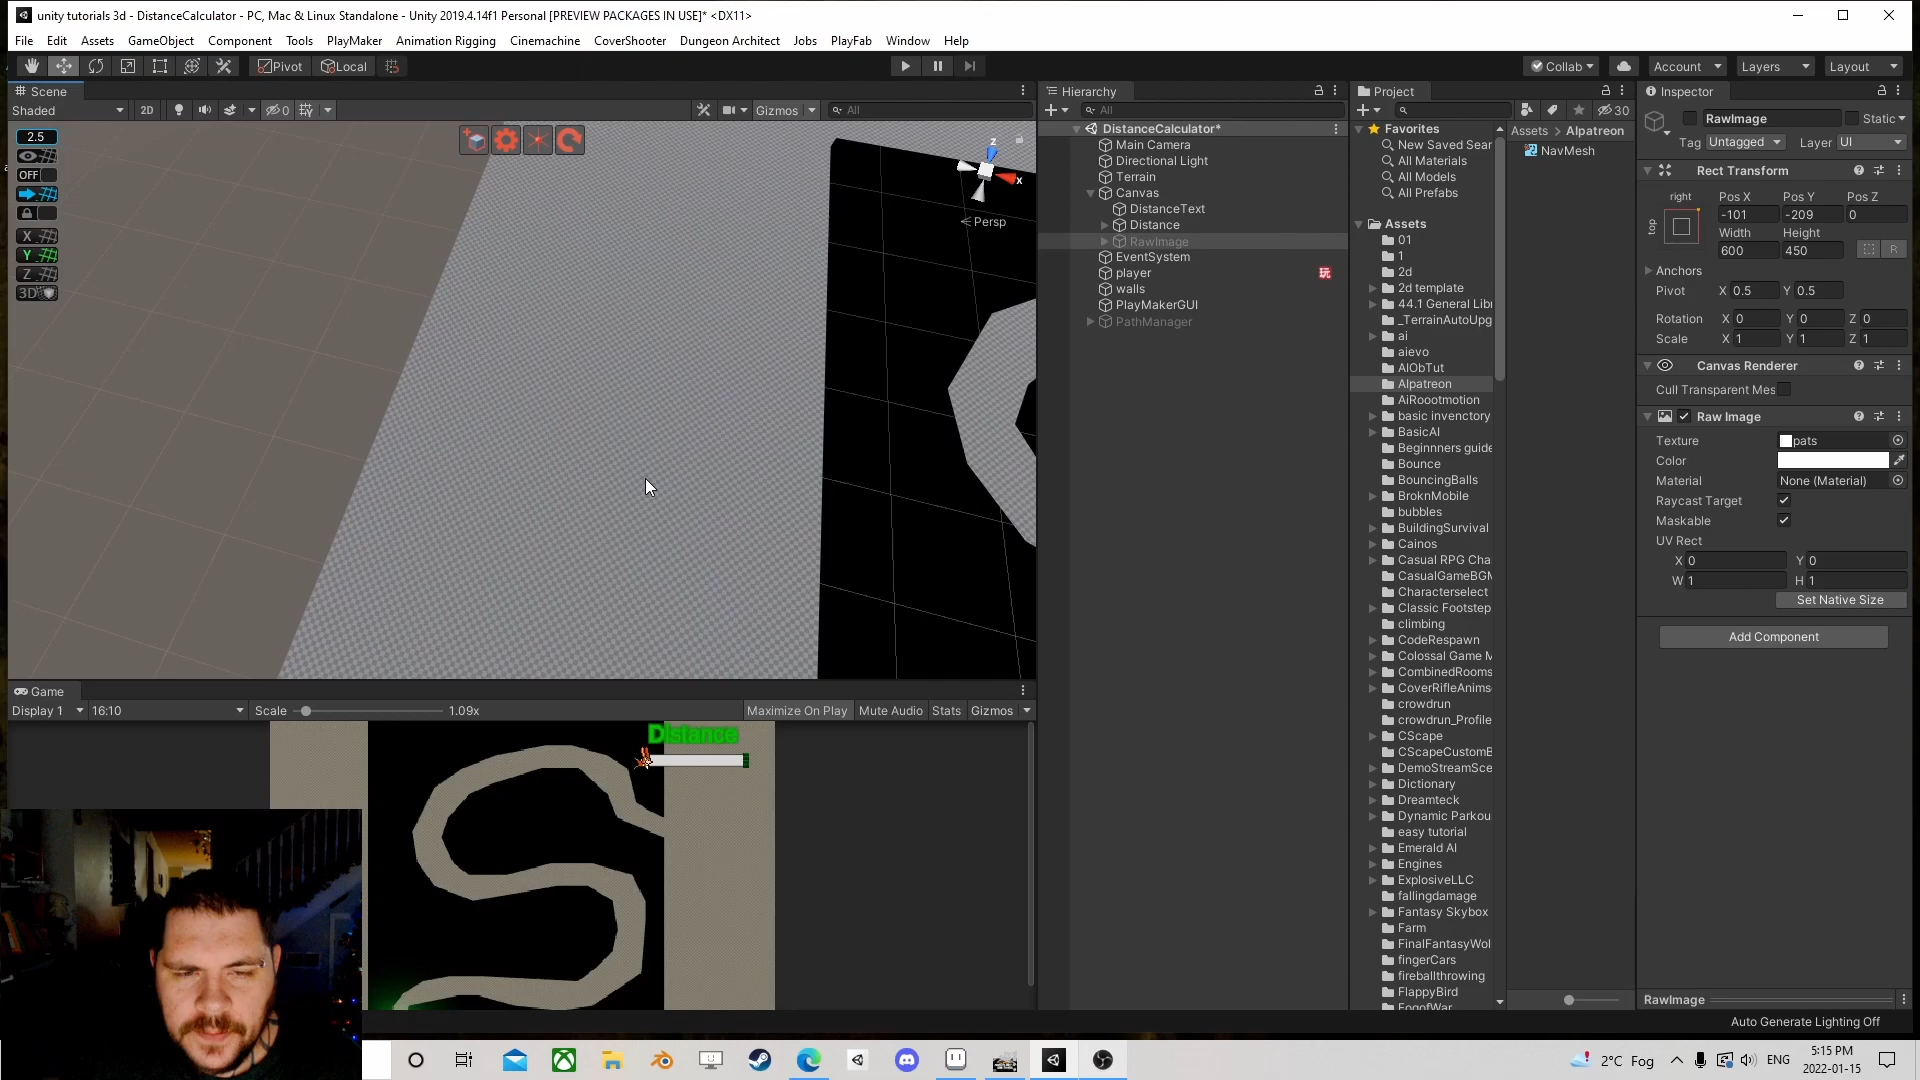 unity tutorials 3d - DistanceCalculator - PC, Mac & Linux Standalone - Unity 2019.4.14f1 Personal [PREVIEW PACKAGES IN USE]* <DX11>
File Edit Assets GameObject Component Tools PlayMaker Animation Rigging Cinemachine CoverShooter Dungeon Architect Jobs PlayFab Window Help
Pivot Local Collab Account Layers Layout
Scene
Shaded 2D 0 Gizmos All
2.5
OFF
X
Y
Z
3D
z
x
Persp
Game
Display 1 16:10 Scale 1.09x Maximize On Play Mute Audio Stats Gizmos
Distance
Hierarchy
All
DistanceCalculator*
Main Camera
Directional Light
Terrain
Canvas
DistanceText
Distance
RawImage
EventSystem
player
玩
walls
PlayMakerGUI
PathManager
Project
30
Favorites
New Saved Sear
All Materials
All Models
All Prefabs
Assets
01
1
2d
2d template
44.1 General Libr
_TerrainAutoUpg
ai
aievo
AIObTut
AIpatreon
AiRoootmotion
basic invenctory
BasicAI
Beginnners guide
Bounce
BouncingBalls
BroknMobile
bubbles
BuildingSurvival
Cainos
Casual RPG Cha
CasualGameBGM
Characterselect
Classic Footstep
climbing
CodeRespawn
Colossal Game M
CombinedRooms
CoverRifleAnims
crowdrun
crowdrun_Profile
CScape
CScapeCustomB
DemoStreamSce
Dictionary
Dreamteck
Dynamic Parkou
easy tutorial
Emerald AI
Engines
ExplosiveLLC
fallingdamage
Fantasy Skybox
Farm
FinalFantasyWol
fingerCars
fireballthrowing
FlappyBird
FogofWar
Assets > AIpatreon
NavMesh
Inspector
RawImage Static
Tag Untagged Layer UI
Rect Transform
right
top
Pos X Pos Y Pos Z
-101 -209 0
Width Height
600 450 R
Anchors
Pivot X 0.5 Y 0.5
Rotation X 0 Y 0 Z 0
Scale X 1 Y 1 Z 1
Canvas Renderer
Cull Transparent Mes
Raw Image
Texture pats
Color
Material None (Material)
Raycast Target
Maskable
UV Rect
X 0 Y 0
W 1 H 1
Set Native Size
Add Component
RawImage
Auto Generate Lighting Off
2°C Fog ENG 5:15 PM
2022-01-15